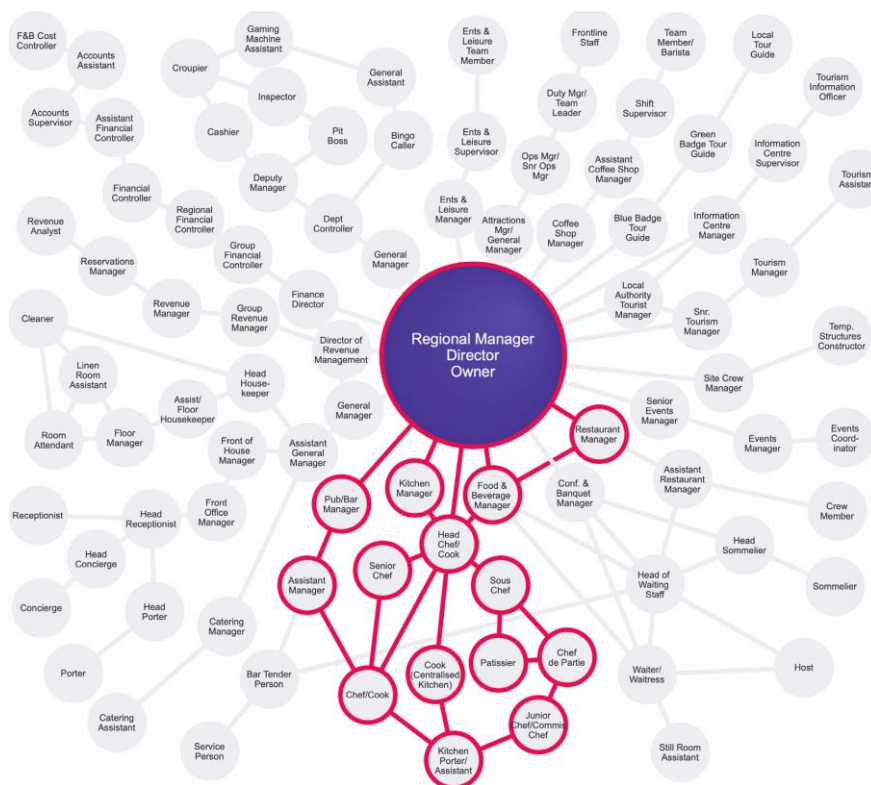 F&B Cost
Controller
Accounts
Assistant
Accounts
Supervisor
Assistant
Financial
Controller
Financial
Controller
Regional
Financial
Controller
Group
Financial
Controller
Finance
Director
Gaming
Machine
Assistant
Croupier
Inspector
General
Assistant
Cashier
Pit
Boss
Bingo
Caller
Deputy
Manager
Dept
Controller
General
Manager
Ents &
Leisure Team
Member
Ents &
Leisure
Supervisor
Ents &
Leisure
Manager
Frontline
Staff
Duty Mgr/
Team
Leader
Ops Mgr/
Snr Ops
Mgr
Attractions
Mgr/
General
Manager
Team
Member/
Barista
Shift
Supervisor
Assistant
Coffee Shop
Manager
Coffee
Shop
Manager
Local
Tour
Guide
Green
Badge Tour
Guide
Blue Badge
Tour
Guide
Tourism
Information
Officer
Information
Centre
Supervisor
Information
Centre
Manager
Tourism
Assistant
Tourism
Manager
Local
Authority
Tourist
Manager
Snr.
Tourism
Manager
Revenue
Analyst
Reservations
Manager
Revenue
Manager
Group
Revenue
Manager
Director of
Revenue
Management
Regional Manager
Director
Owner
Temp.
Structures
Constructor
Site Crew
Manager
Senior
Events
Manager
Events
Manager
Events
Coord-
inator
Cleaner
Linen
Room
Assistant
Room
Attendant
Floor
Manager
Assist/
Floor
Housekeeper
Head
House-
keeper
General
Manager
Assistant
General
Manager
Front of
House
Manager
Front
Office
Manager
Receptionist
Head
Receptionist
Head
Concierge
Concierge
Head
Porter
Porter
Catering
Manager
Catering
Assistant
Pub/Bar
Manager
Kitchen
Manager
Food &
Beverage
Manager
Restaurant
Manager
Conf. &
Banquet
Manager
Assistant
Restaurant
Manager
Crew
Member
Head
Sommelier
Sommelier
Head of
Waiting
Staff
Host
Waiter/
Waitress
Still Room
Assistant
Assistant
Manager
Senior
Chef
Head
Chef/
Cook
Sous
Chef
Patissier
Chef
de Partie
Cook
(Centralised
Kitchen)
Chef/Cook
Junior
Chef/Commis
Chef
Kitchen
Porter/
Assistant
Bar Tender
Person
Service
Person